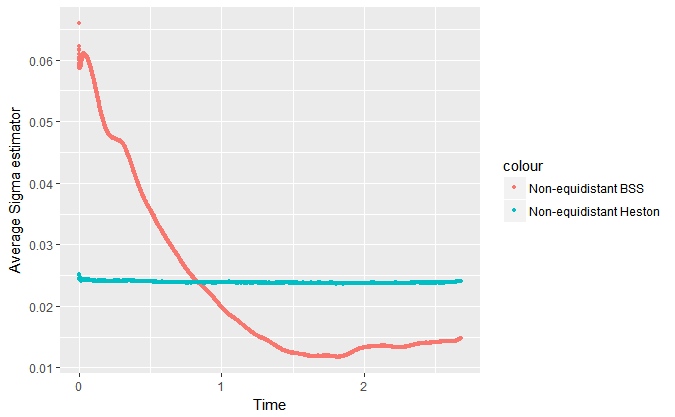 Average Sigma estimator
0.06
0.05
0.04
0.03
0.02
0.01
0
1
2
Time
colour
Non-equidistant BSS
Non-equidistant Heston